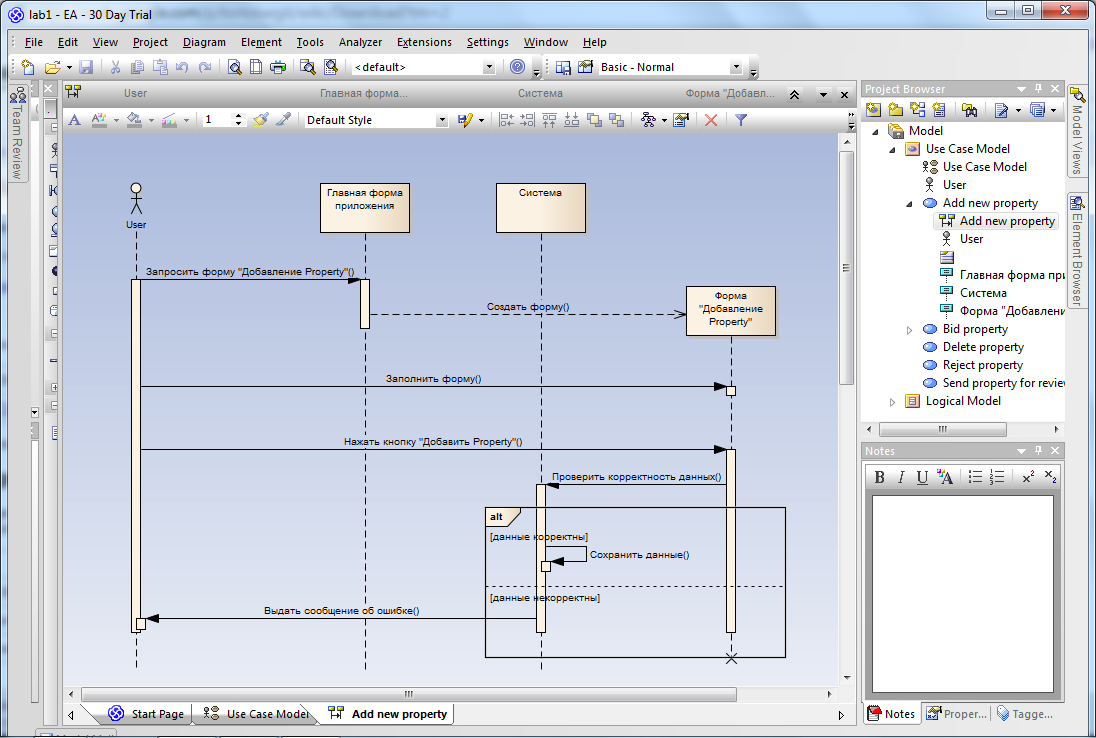 lab1 - EA - 30 Day Trial
File Edit View Project Diagram Element Tools Analyzer Extensions Settings Window Help
<default> Basic - Normal
Team Review
User Главная форма... Система Форма "Добавл...
1 Default Style
User
Главная форма
приложения
Система
Запросить форму "Добавление Property"()
Создать форму()
Форма
"Добавление
Property"
Заполнить форму()
Нажать кнопку "Добавить Property"()
Проверить корректность данных()
alt
[данные корректны]
Сохранить данные()
[данные некорректны]
Выдать сообщение об ошибке()
Start Page Use Case Model Add new property
Project Browser
Model
Use Case Model
Use Case Model
User
Add new property
Add new property
User
Главная форма при
Система
Форма "Добавлени
Bid property
Delete property
Reject property
Send property for review
Logical Model
Notes
B I U A x² x₂
Notes Proper... Tagge...
Model Views
Element Browser